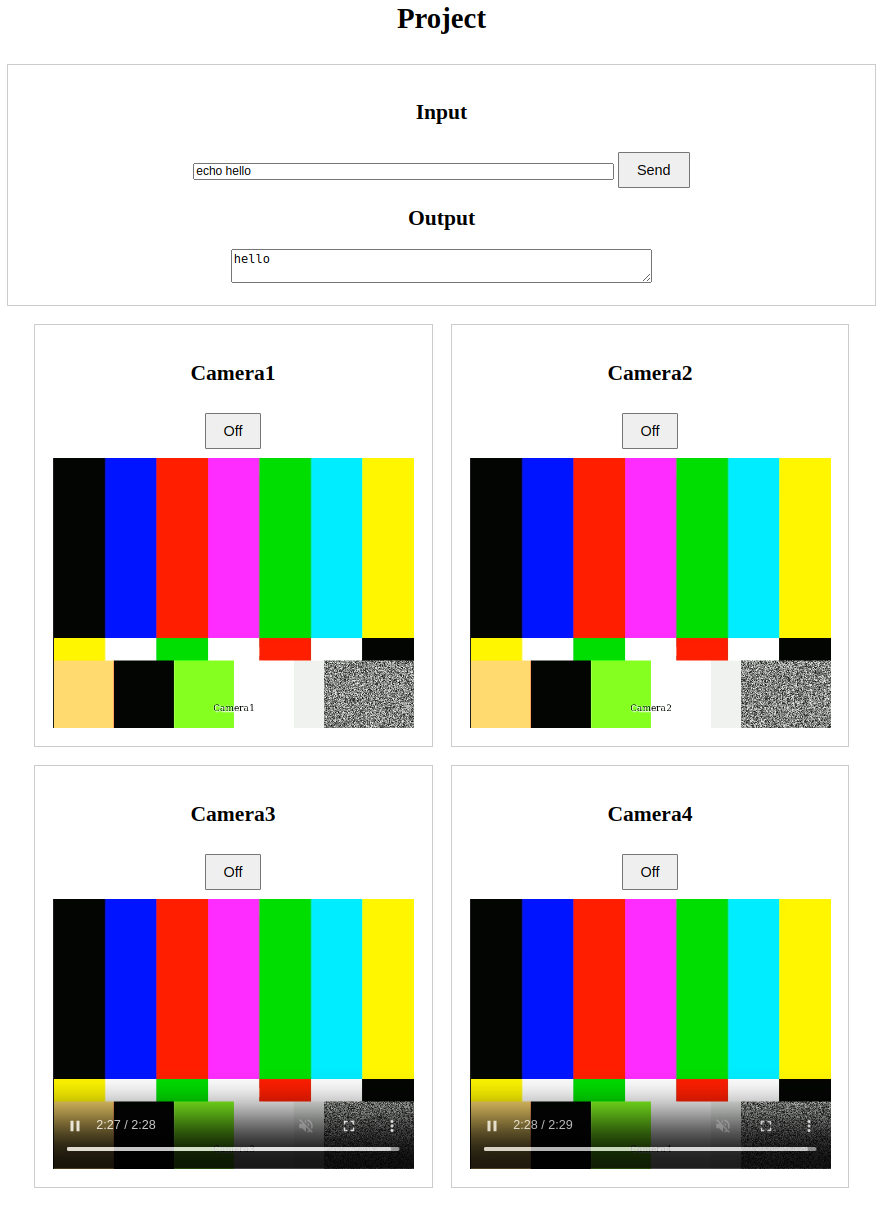 Project
Input
echo hello
Send
Output
hello
Camera1
Camera2
Off
Off
Camera1
Camera2
Camera3
Camera4
Off
Off
2:27 / 2:28
2:28 / 2:29